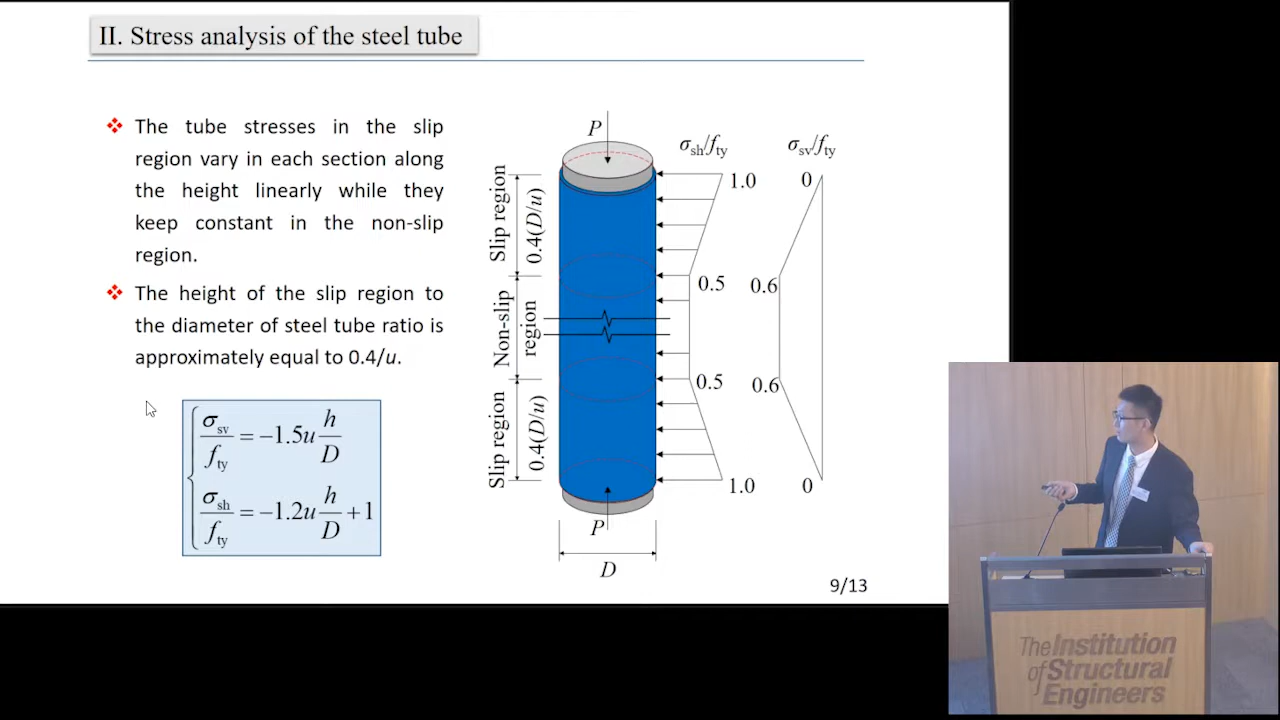 II. Stress analysis of the steel tube
❖ The tube stresses in the slip
region vary in each section along
the height linearly while they
keep constant in the non-slip
region.
❖ The height of the slip region to
the diameter of steel tube ratio is
approximately equal to 0.4/u.
σsv/fty = −1.5u h/D
σsh/fty = −1.2u h/D + 1
P
Slip region
0.4(D/u)
Non-slip
region
Slip region
0.4(D/u)
P
D
σsh/fty
1.0
0.5
0.5
1.0
σsv/fty
0
0.6
0.6
0
9/13
The Institution
of Structural
Engineers